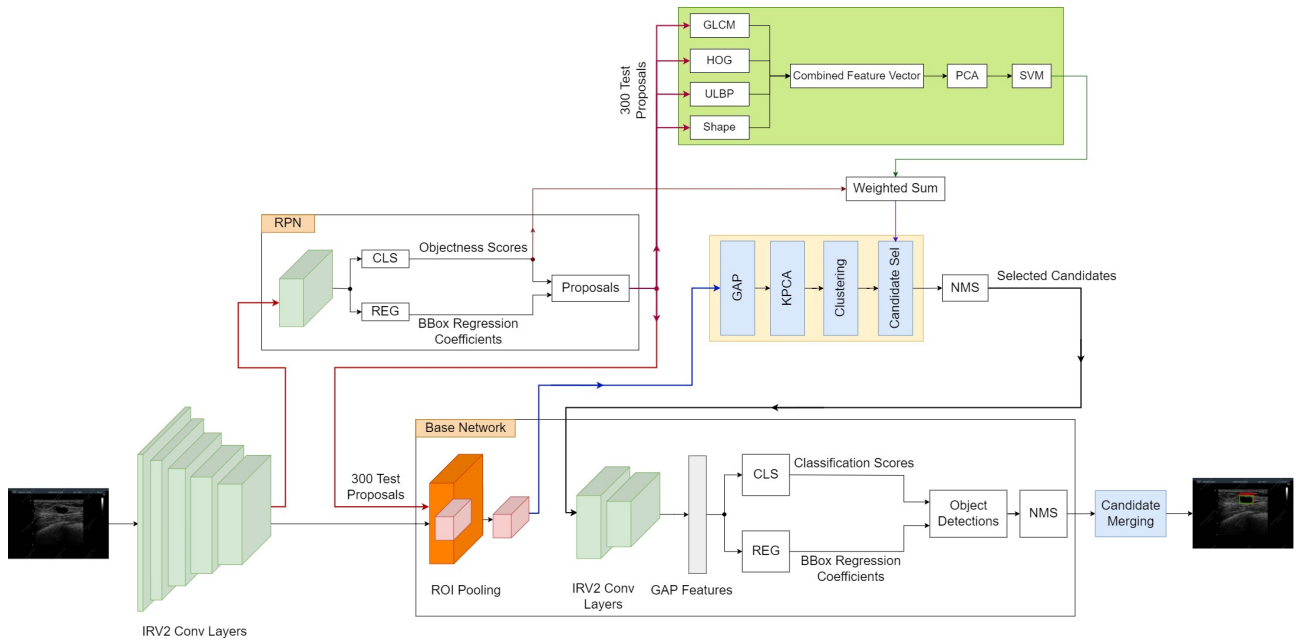 GLCM
HOG
ULBP
Shape
300 Test
Proposals
Combined Feature Vector
PCA
SVM
Weighted Sum
RPN
CLS
Objectness Scores
REG
BBox Regression
Coefficients
Proposals
GAP
KPCA
Clustering
Candidate Sel
NMS
Selected Candidates
Base Network
300 Test
Proposals
ROI Pooling
IRV2 Conv
Layers
GAP Features
CLS
Classification Scores
REG
BBox Regression
Coefficients
Object
Detections
NMS
Candidate
Merging
IRV2 Conv Layers